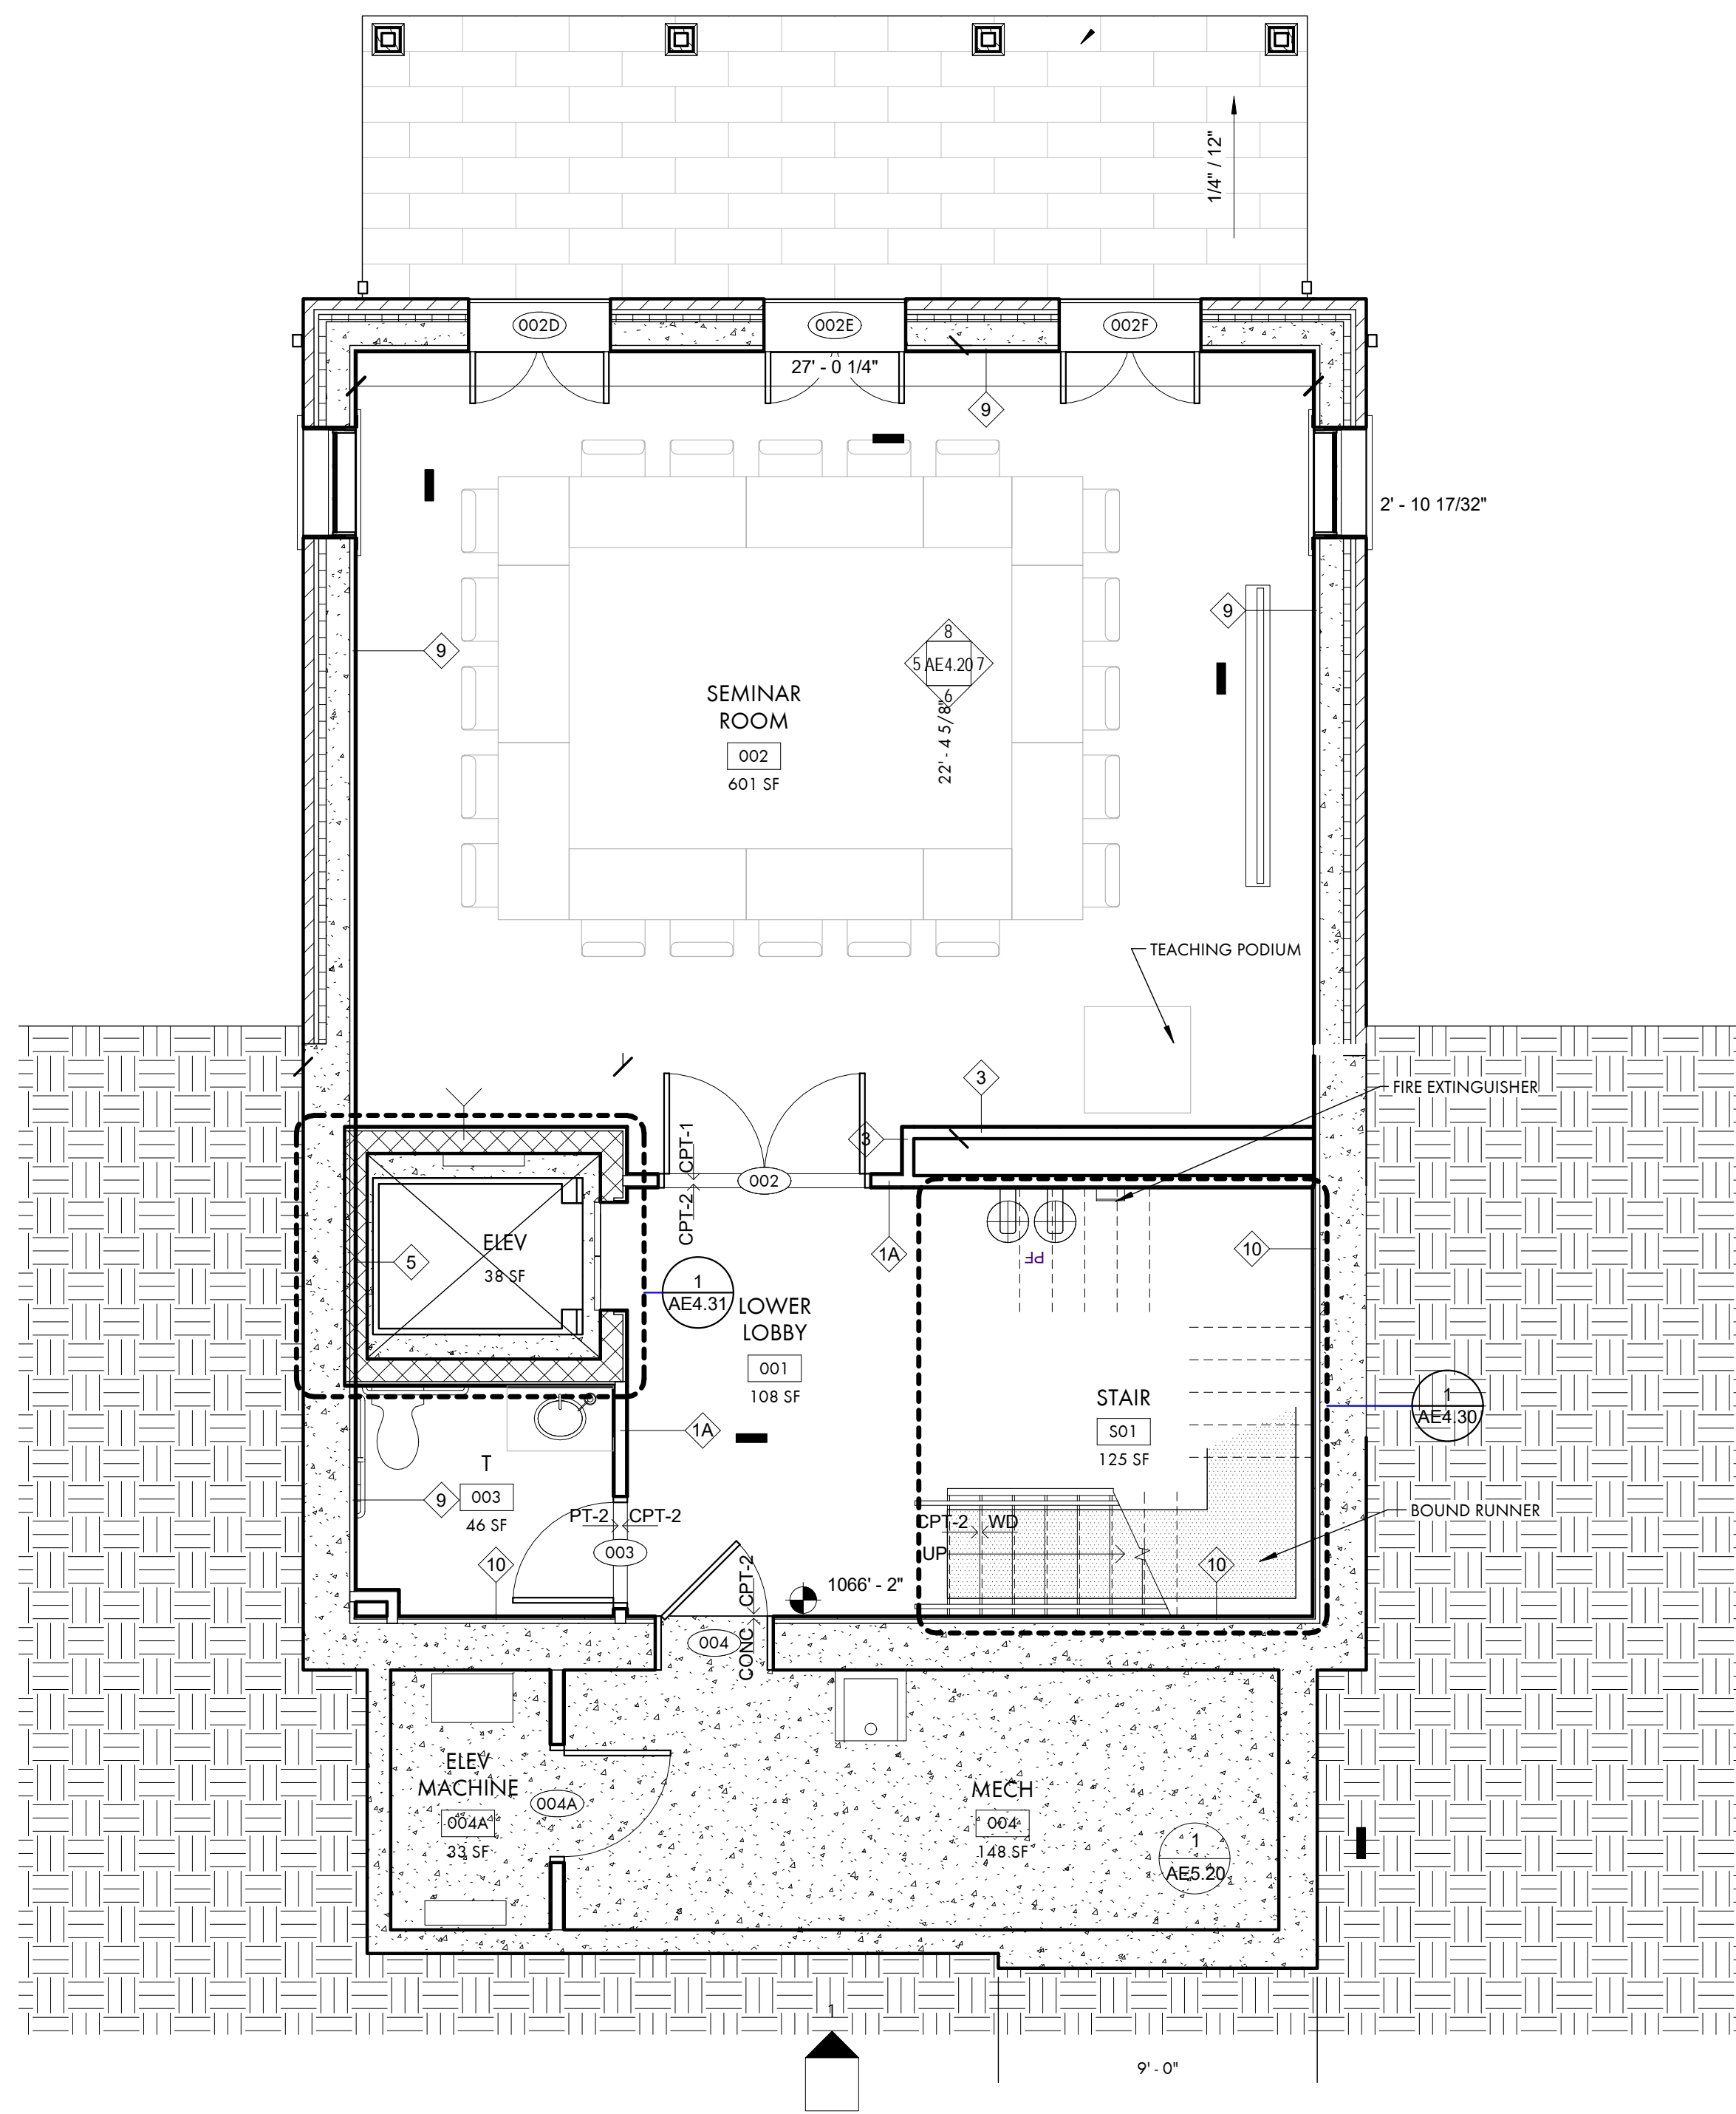 1/4" / 12"
002D
002E
002F
27' - 0 1/4"
9
2' - 10 17/32"
9
9
8
5 AE4.20 7
6
SEMINAR
ROOM
002
601 SF
22' - 4 5/8"
TEACHING PODIUM
3
FIRE EXTINGUISHER
3
CPT-1
002
CPT-2
1A
10
PF
5
ELEV
38 SF
1
AE4.31
LOWER
LOBBY
001
108 SF
STAIR
S01
125 SF
1
AE4.30
1A
T
9
003
46 SF
PT-2
CPT-2
003
CPT-2
WD
UP
BOUND RUNNER
10
10
CPT-2
1066' - 2"
004
CONC
ELEV
MACHINE
004A
33 SF
004A
MECH
004
148 SF
1
AE5.20
1
9' - 0"